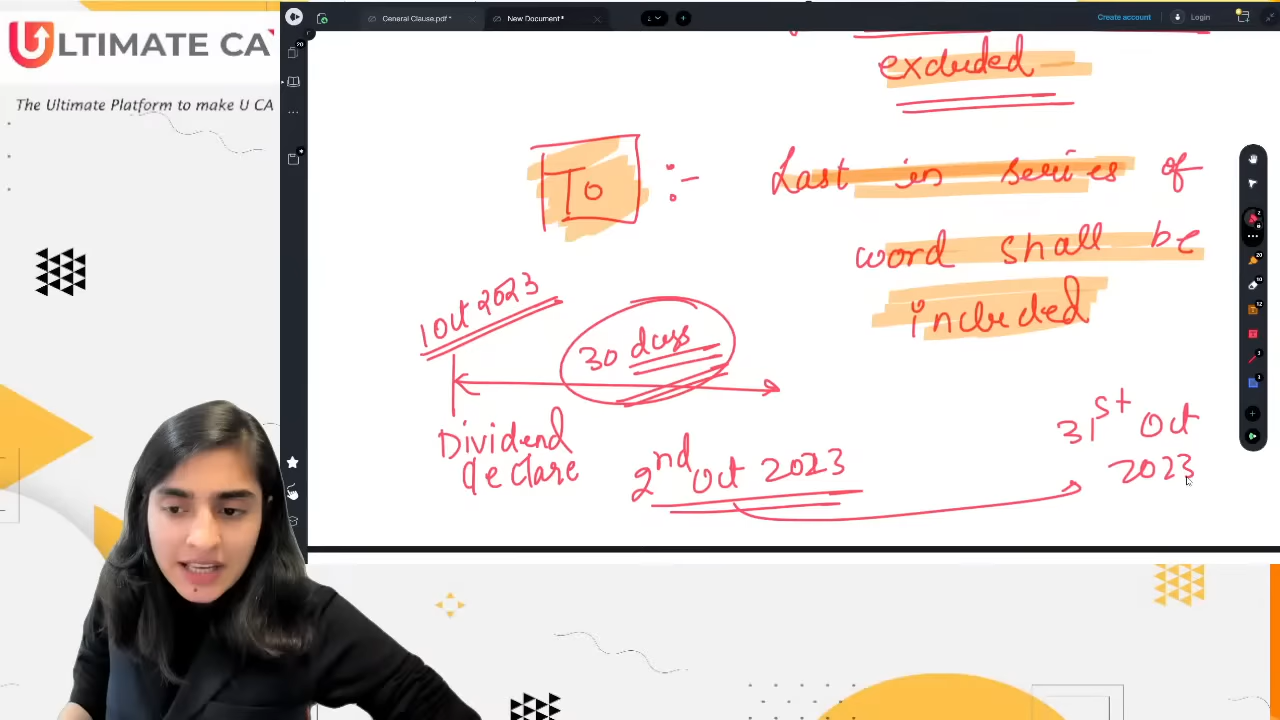 ULTIMATE CA
The Ultimate Platform to make U CA
General Clause.pdf *
New Document*
Create account
Login
excluded
To :-
Last in series of
word shall be
included
1 Oct 2023
30 days
Dividend
declare
2nd Oct 2023
31st Oct
2023